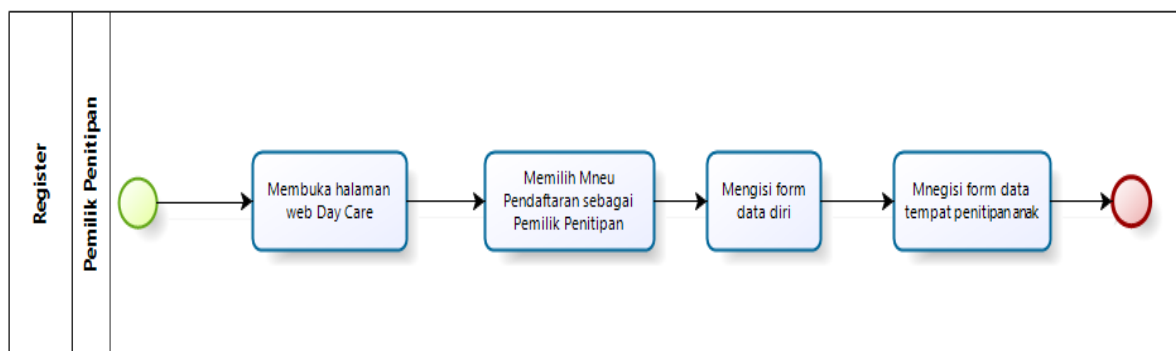 Register
Pemilik Penitipan
Membuka halaman
web Day Care
Memilih Mneu
Pendaftaran sebagai
Pemilik Penitipan
Mengisi form
data diri
Mnegisi form data
tempat penitipan anak